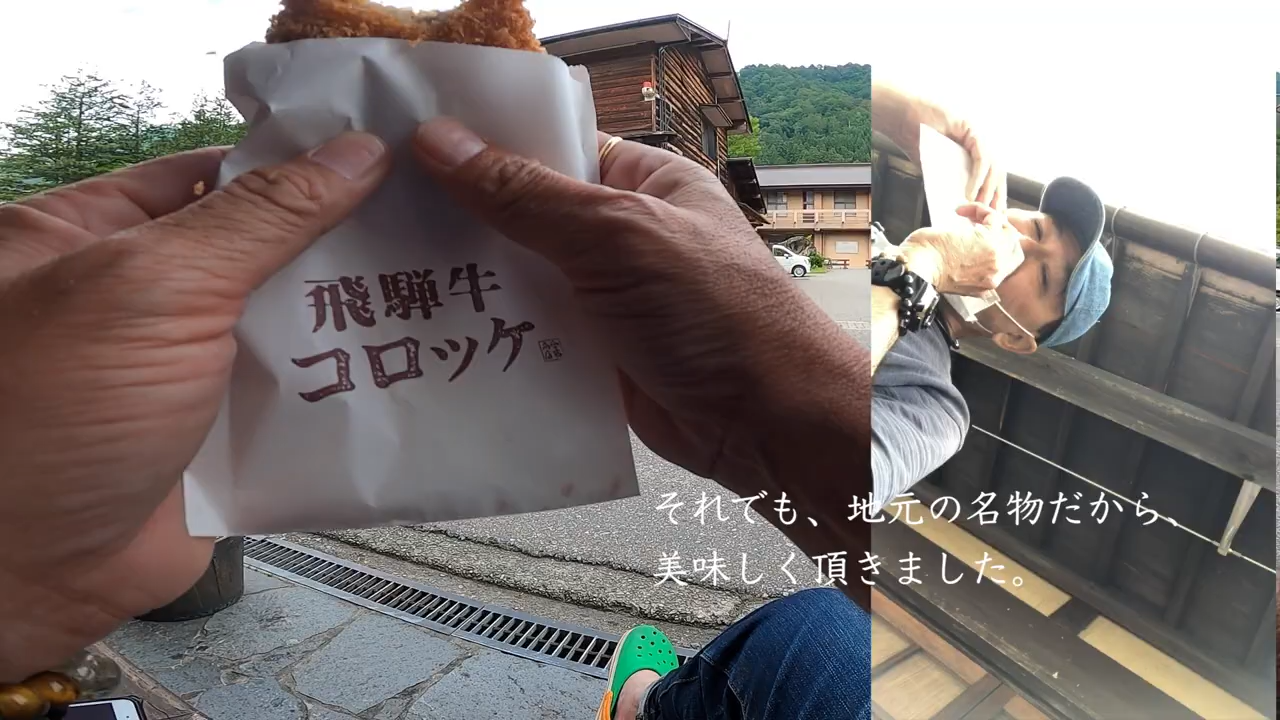 飛騨牛
コロッケ
それでも、地元の名物だから、
美味しく頂きました。